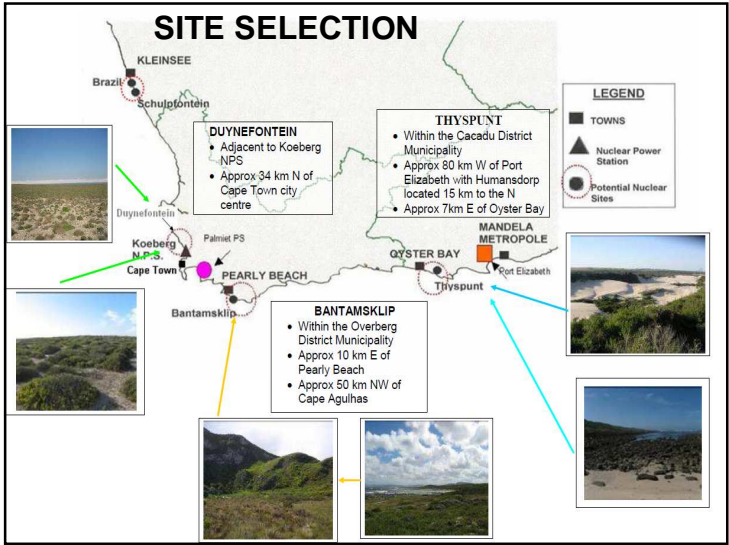 SITE SELECTION
KLEINSEE
Brazil
Schulpfontein
DUYNEFONTEIN
• Adjacent to Koeberg
NPS
• Approx 34 km N of
Cape Town city
centre
THYSPUNT
• Within the Cacadu District
Municipality
• Approx 80 km W of Port
Elizabeth with Humansdorp
located 15 km to the N
• Approx 7km E of Oyster Bay
LEGEND
TOWNS
Nuclear Power
Station
Potential Nuclear
Sites
Duynefontein
Koeberg
N.P.S.
Palmiet PS
Cape Town
PEARLY BEACH
Bantamsklip
OYSTER BAY
MANDELA
METROPOLE
Port Elizabeth
Thyspunt
BANTAMSKLIP
• Within the Overberg
District Municipality
• Approx 10 km E of
Pearly Beach
• Approx 50 km NW of
Cape Agulhas